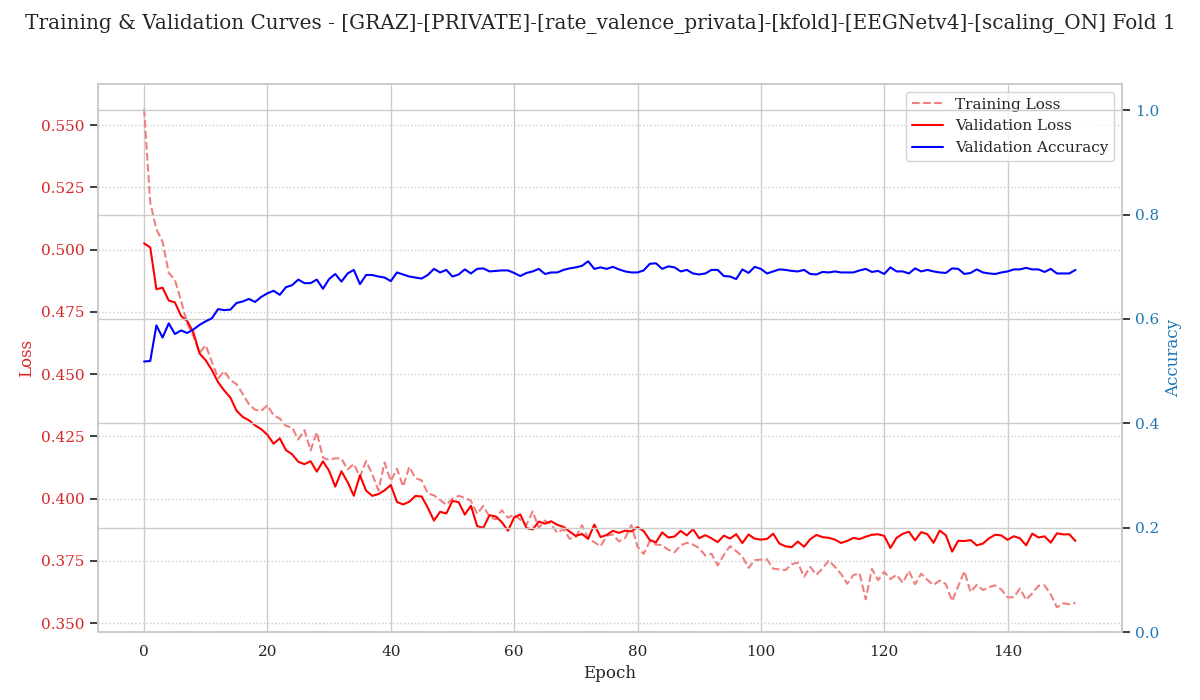 Training & Validation Curves - [GRAZ]-[PRIVATE]-[rate_valence_privata]-[kfold]-[EEGNetv4]-[scaling_ON] Fold 1
Training Loss
Validation Loss
Validation Accuracy
0.550
0.525
0.500
0.475
0.450
0.425
0.400
0.375
0.350
Loss
1.0
0.8
0.6
0.4
0.2
0.0
Accuracy
0 20 40 60 80 100 120 140
Epoch